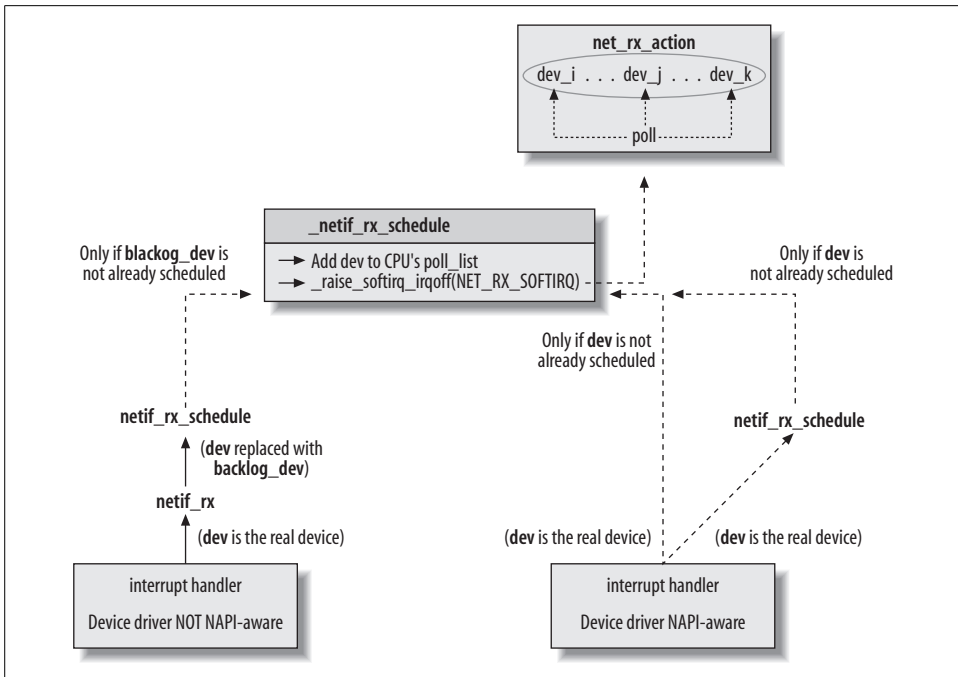 net_rx_action
dev_i . . . dev_j . . . dev_k
poll
_netif_rx_schedule
Add dev to CPU's poll_list
_raise_softirq_irqoff(NET_RX_SOFTIRQ)
Only if blackog_dev is
not already scheduled
Only if dev is
not already scheduled
Only if dev is not
already scheduled
netif_rx_schedule
(dev replaced with
backlog_dev)
netif_rx
(dev is the real device)
interrupt handler
Device driver NOT NAPI-aware
netif_rx_schedule
(dev is the real device)
(dev is the real device)
interrupt handler
Device driver NAPI-aware